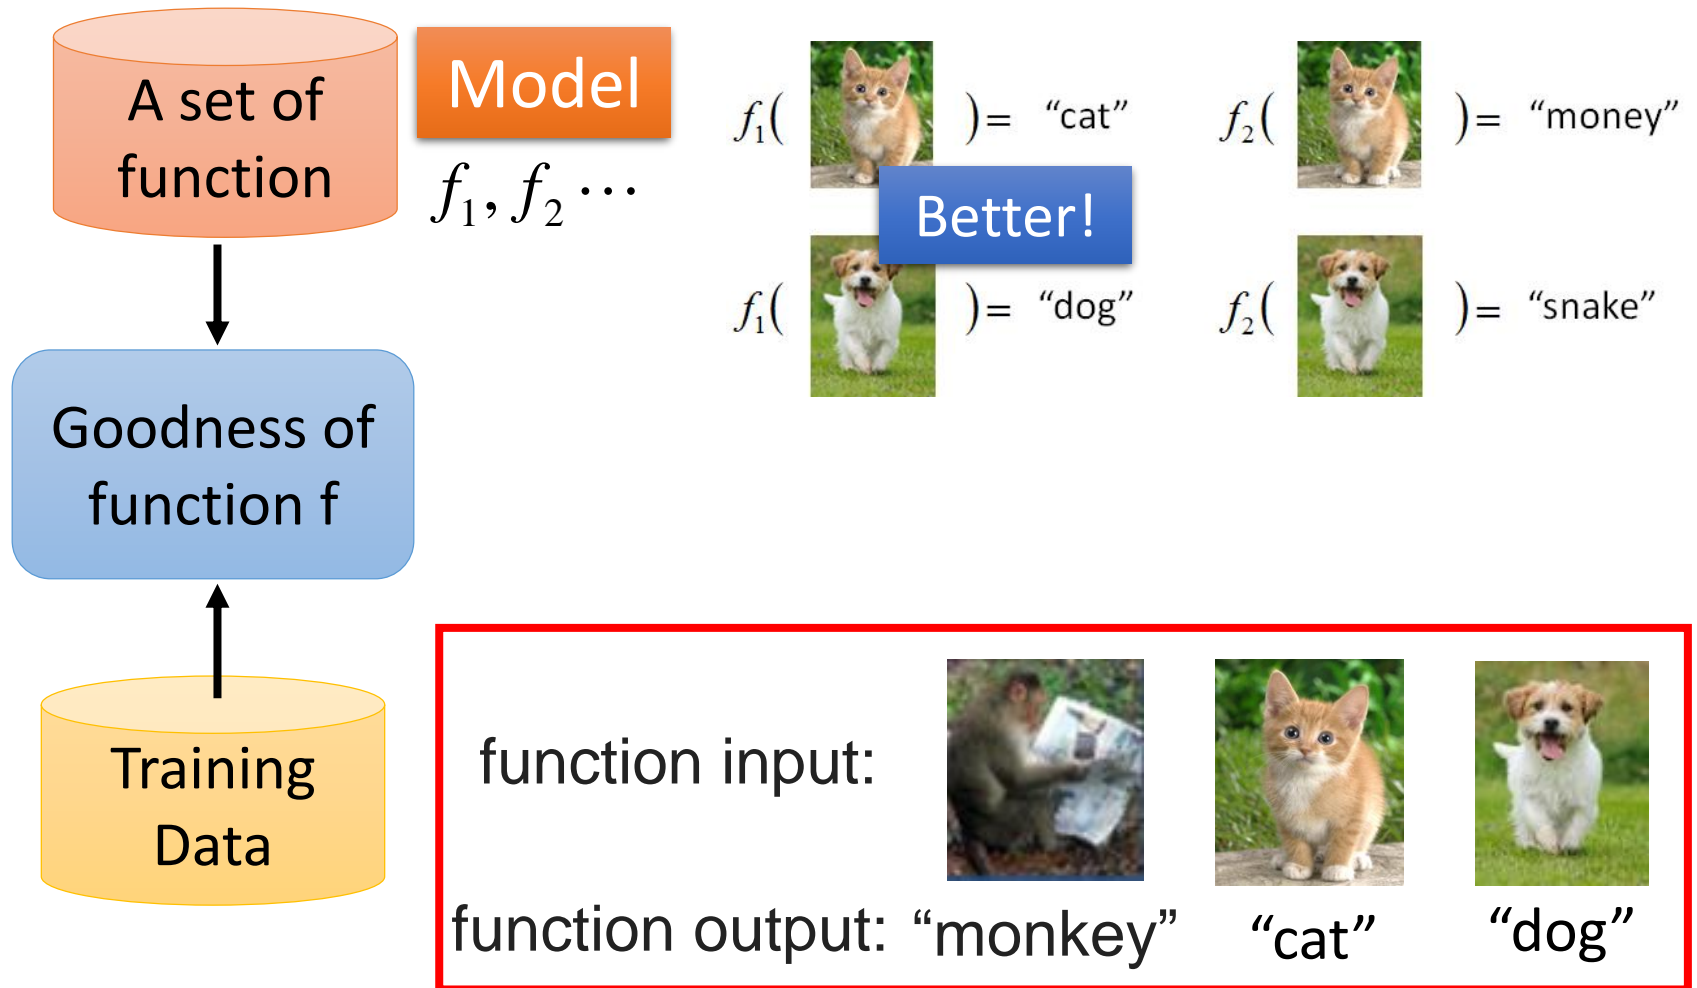 A set of
function
Model
f₁, f₂ ⋯
f₁( ) = “cat”
f₂( ) = “money”
Better!
f₁( ) = “dog”
f₂( ) = “snake”
Goodness of
function f
Training
Data
function input:
function output: “monkey” “cat” “dog”